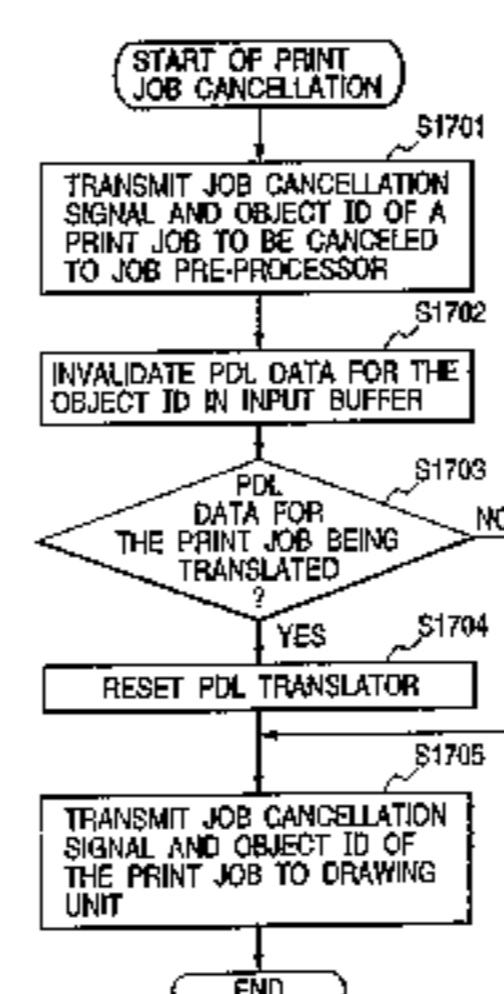 START OF PRINT
JOB CANCELLATION
S1701
TRANSMIT JOB CANCELLATION
SIGNAL AND OBJECT ID OF A
PRINT JOB TO BE CANCELED
TO JOB PRE-PROCESSOR
S1702
INVALIDATE PDL DATA FOR THE
OBJECT ID IN INPUT BUFFER
S1703
PDL
DATA FOR
THE PRINT JOB BEING
TRANSLATED
?
NO
YES
S1704
RESET PDL TRANSLATOR
S1705
TRANSMIT JOB CANCELLATION
SIGNAL AND OBJECT ID OF
THE PRINT JOB TO DRAWING
UNIT
END